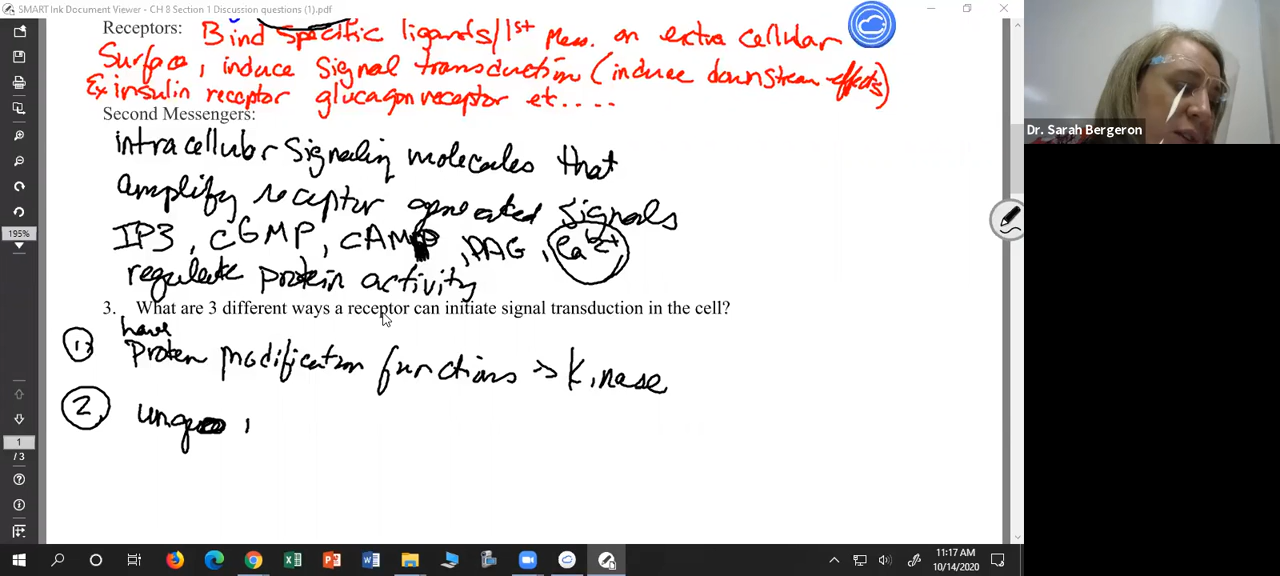 SMART Ink Document Viewer - CH 8 Section 1 Discussion questions (1).pdf
Receptors: Bind specific ligands/1st Mess. on extra cellular
Surface, induce Signal transduction (induce downstream effects)
Ex insulin receptor glucagon receptor et....
Dr. Sarah Bergeron
Second Messengers:
intracellular Signaling molecules that
amplify receptor generated signals
IP3, cGMP, cAMP, DAG, Ca2+
regulate protein activity
195%
3. What are 3 different ways a receptor can initiate signal transduction in the cell?
have
① Protein modification functions => Kinase
②
1
/ 3
11:17 AM
10/14/2020